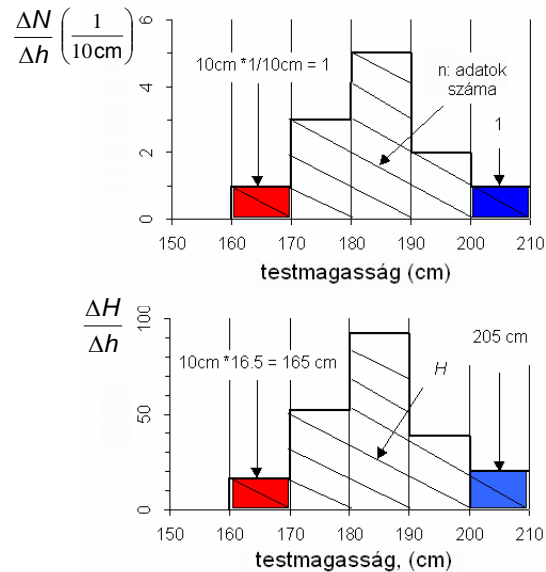 ΔN
Δh
(1
10cm)
0 2 4 6
10cm *1/10cm = 1
n: adatok
száma
1
150 160 170 180 190 200 210
testmagasság (cm)
ΔH
Δh
0 50 100
10cm *16.5 = 165 cm
205 cm
H
150 160 170 180 190 200 210
testmagasság, (cm)